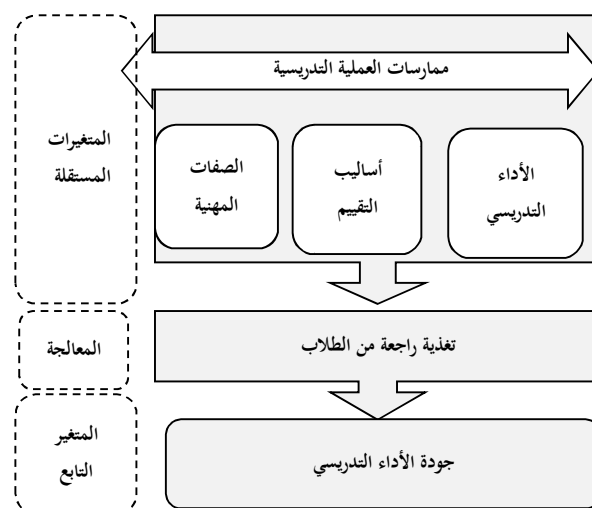 ممارسات العملية التدريسية
الأداء
التدريسي
أساليب
التقييم
الصفات
المهنية
المتغيرات
المستقلة
تغذية راجعة من الطلاب
المعالجة
جودة الأداء التدريسي
المتغير
التابع